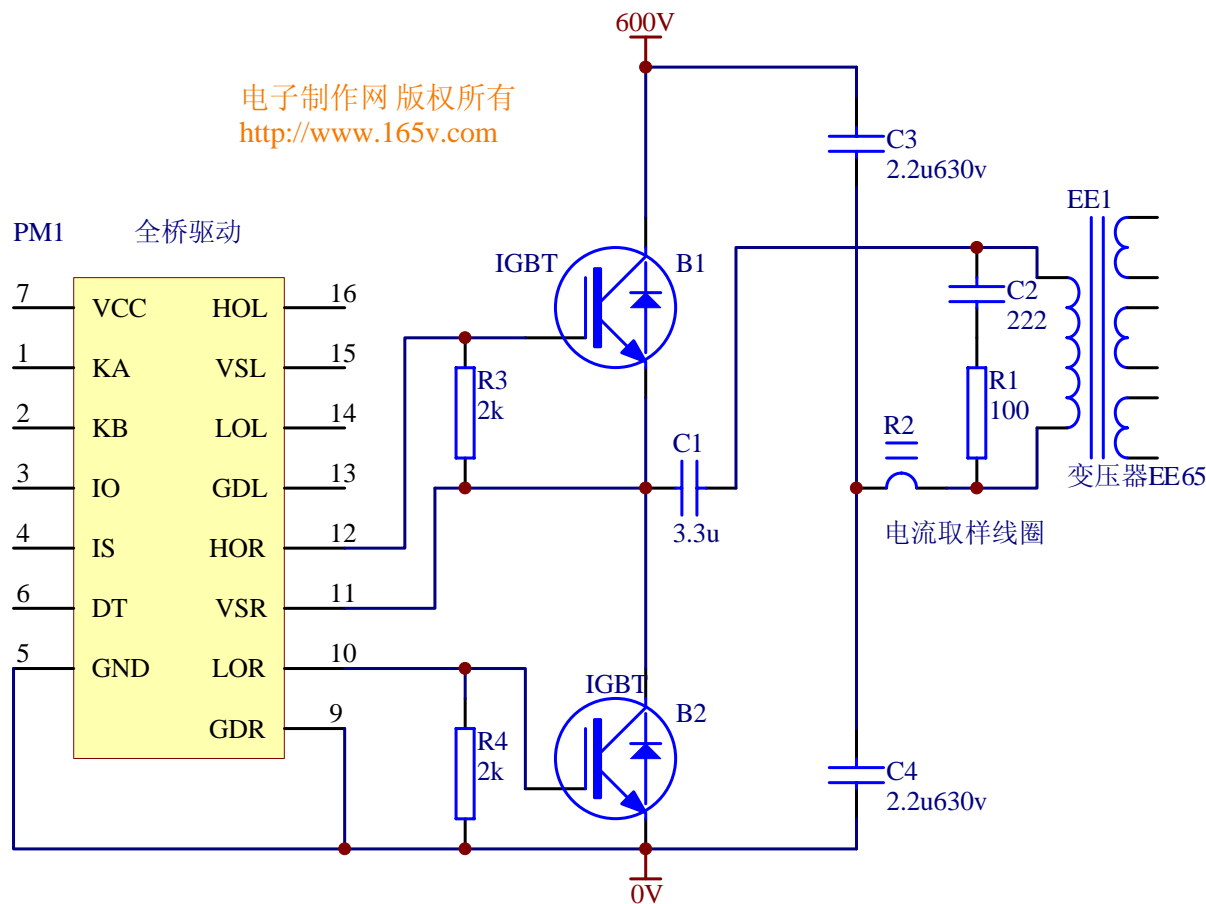 600V
电子制作网 版权所有
http://www.165v.com
C3
2.2u630v
EE1
PM1
全桥驱动
IGBT
B1
7
VCC
HOL
16
C2
222
1
KA
VSL
15
R3
2k
R1
100
2
KB
LOL
14
C1
R2
3
IO
GDL
13
变压器EE65
3.3u
电流取样线圈
4
IS
HOR
12
6
DT
VSR
11
5
GND
LOR
10
IGBT
B2
GDR
9
R4
2k
C4
2.2u630v
0V